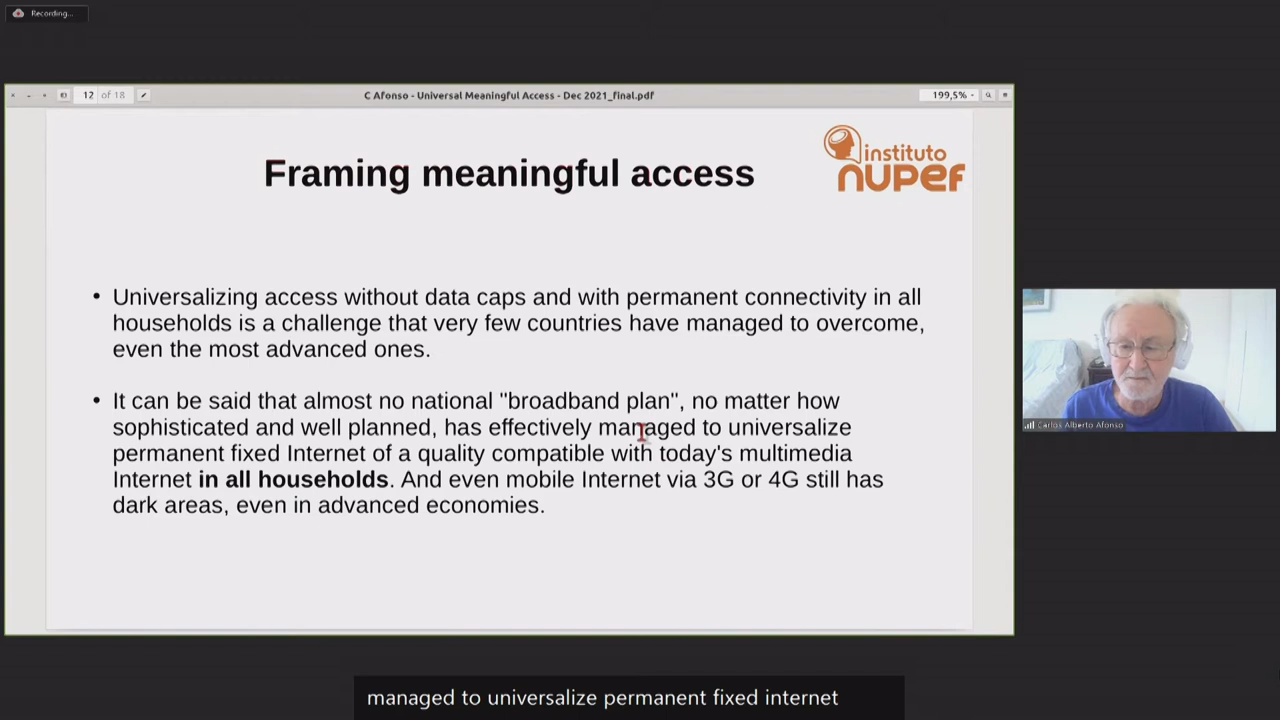 Recording...
12 of 18
C Afonso - Universal Meaningful Access - Dec 2021_final.pdf
199,5%
Framing meaningful access
instituto
nupef
• Universalizing access without data caps and with permanent connectivity in all
households is a challenge that very few countries have managed to overcome,
even the most advanced ones.
• It can be said that almost no national "broadband plan", no matter how
sophisticated and well planned, has effectively managed to universalize
permanent fixed Internet of a quality compatible with today's multimedia
Internet in all households. And even mobile Internet via 3G or 4G still has
dark areas, even in advanced economies.
Carlos Alberto Afonso
managed to universalize permanent fixed internet